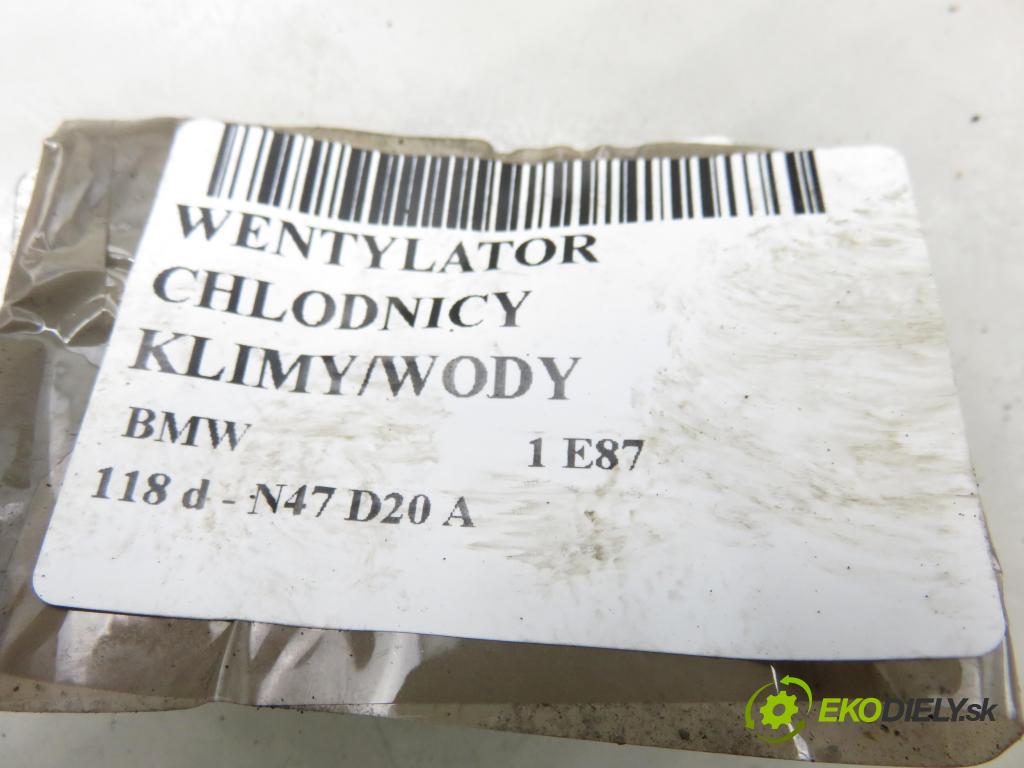 WENTYLATOR
CHLODNICY
KLIMY/WODY
BMW 1 E87
118 d - N47 D20 A
EKODIELY.sk